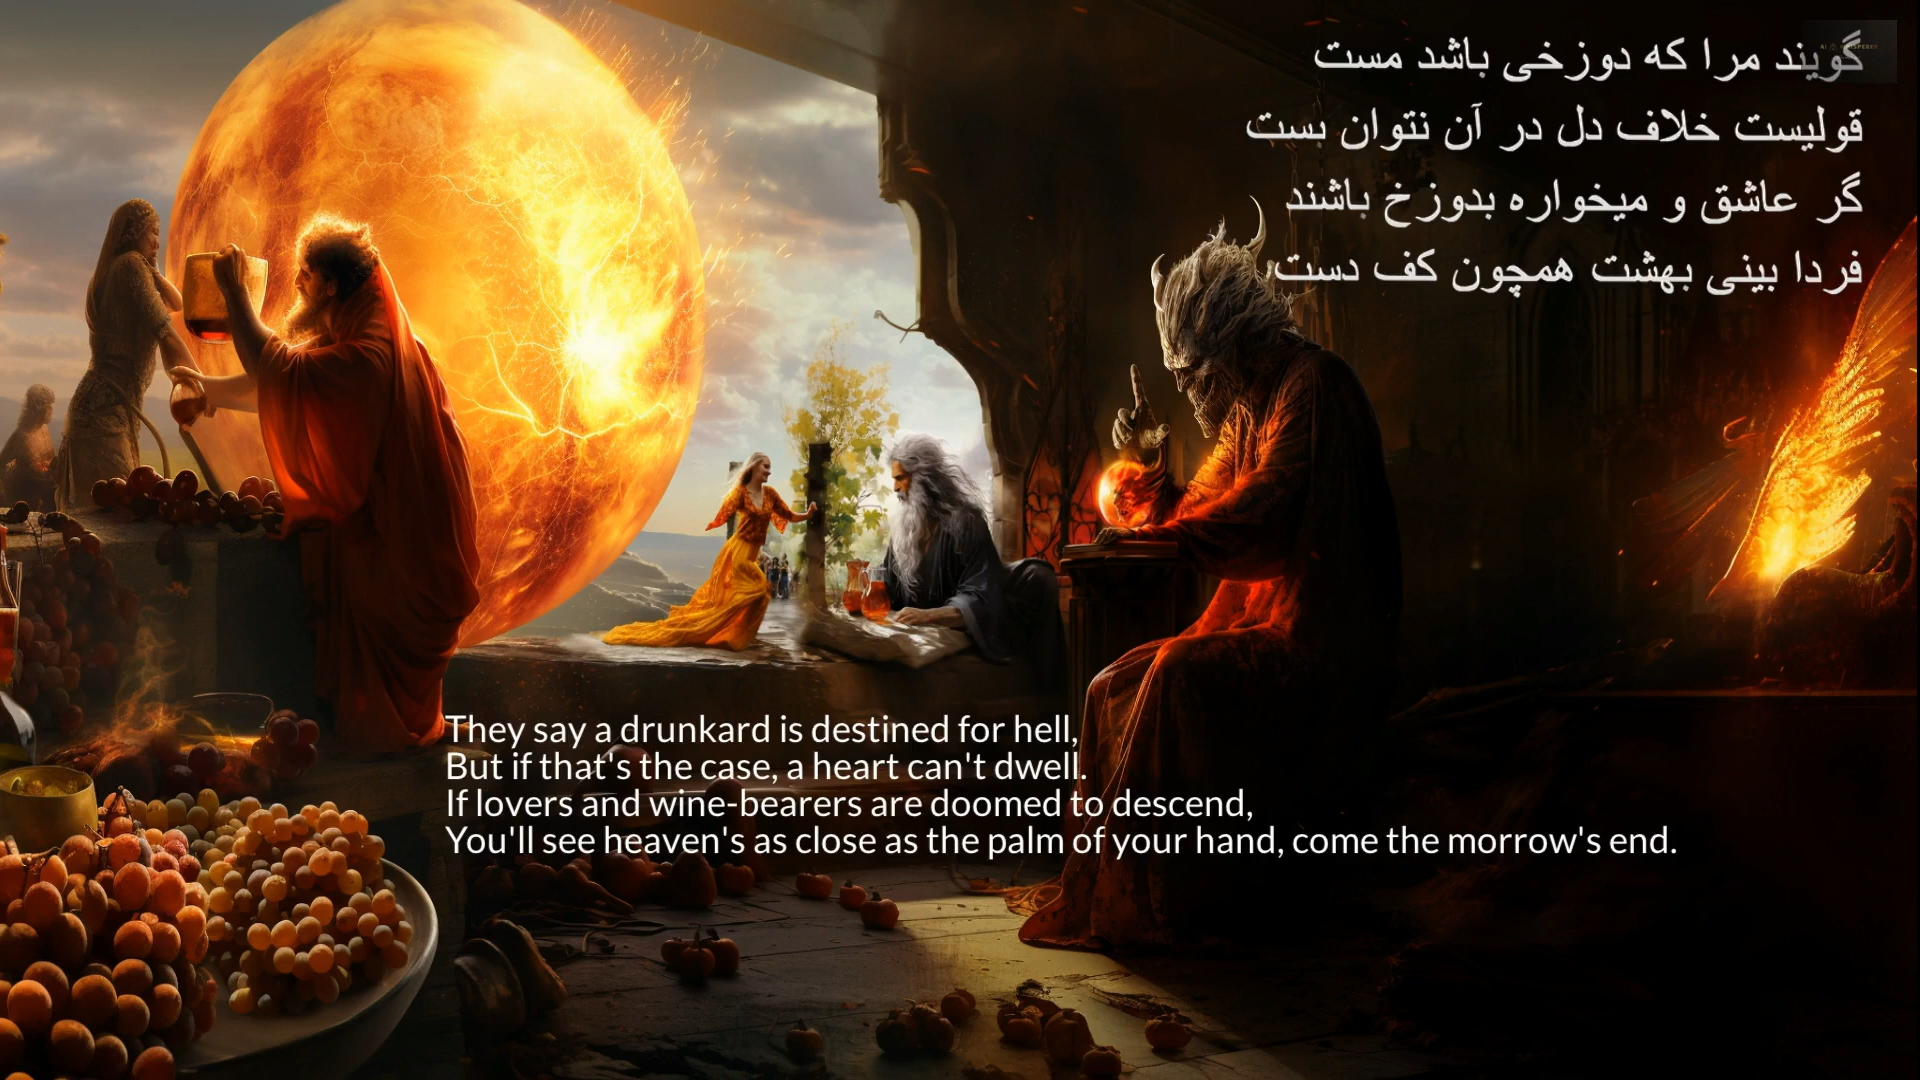 گویند مرا که دوزخی باشد مست
قولیست خلاف دل در آن نتوان بست
گر عاشق و میخواره بدوزخ باشند
فردا بینی بهشت همچون کف دست
They say a drunkard is destined for hell,
But if that's the case, a heart can't dwell.
If lovers and wine-bearers are doomed to descend,
You'll see heaven's as close as the palm of your hand, come the morrow's end.